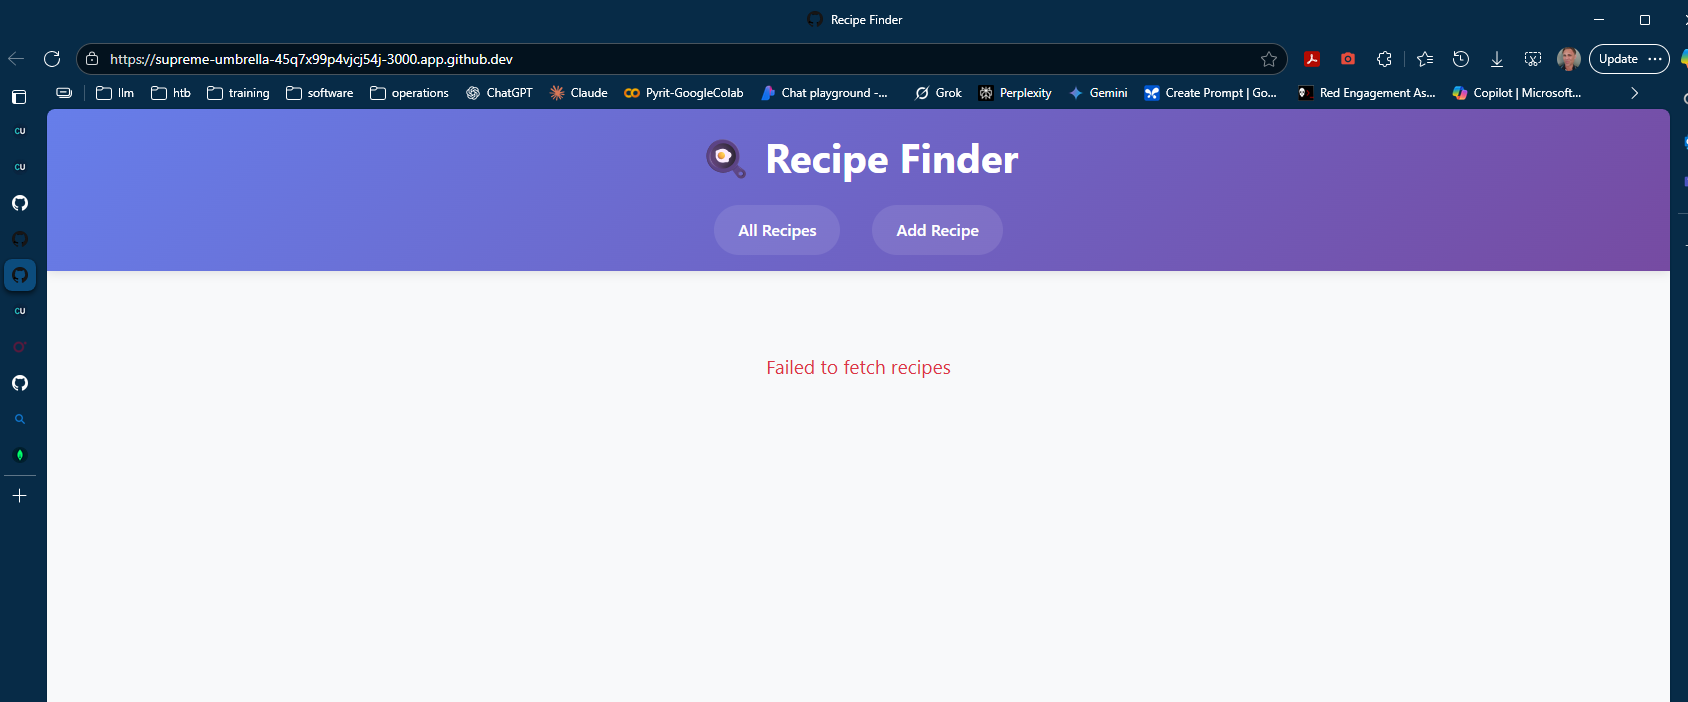 Recipe Finder
https://supreme-umbrella-45q7x99p4vjcj54j-3000.app.github.dev
Update
llm htb training software operations ChatGPT Claude Pyrit-GoogleColab Chat playground -... Grok Perplexity Gemini Create Prompt | Go... Red Engagement As... Copilot | Microsoft...
CU
CU
CU
Recipe Finder
All Recipes Add Recipe
Failed to fetch recipes